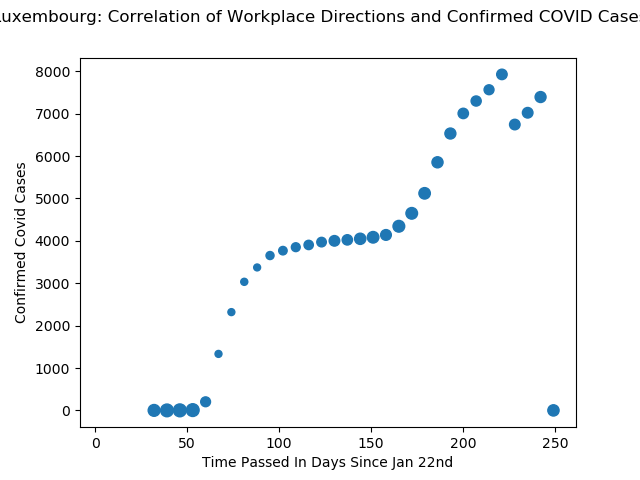 uxembourg: Correlation of Workplace Directions and Confirmed COVID Cases
8000
7000
6000
5000
4000
3000
2000
1000
0
Confirmed Covid Cases
0 50 100 150 200 250
Time Passed In Days Since Jan 22nd